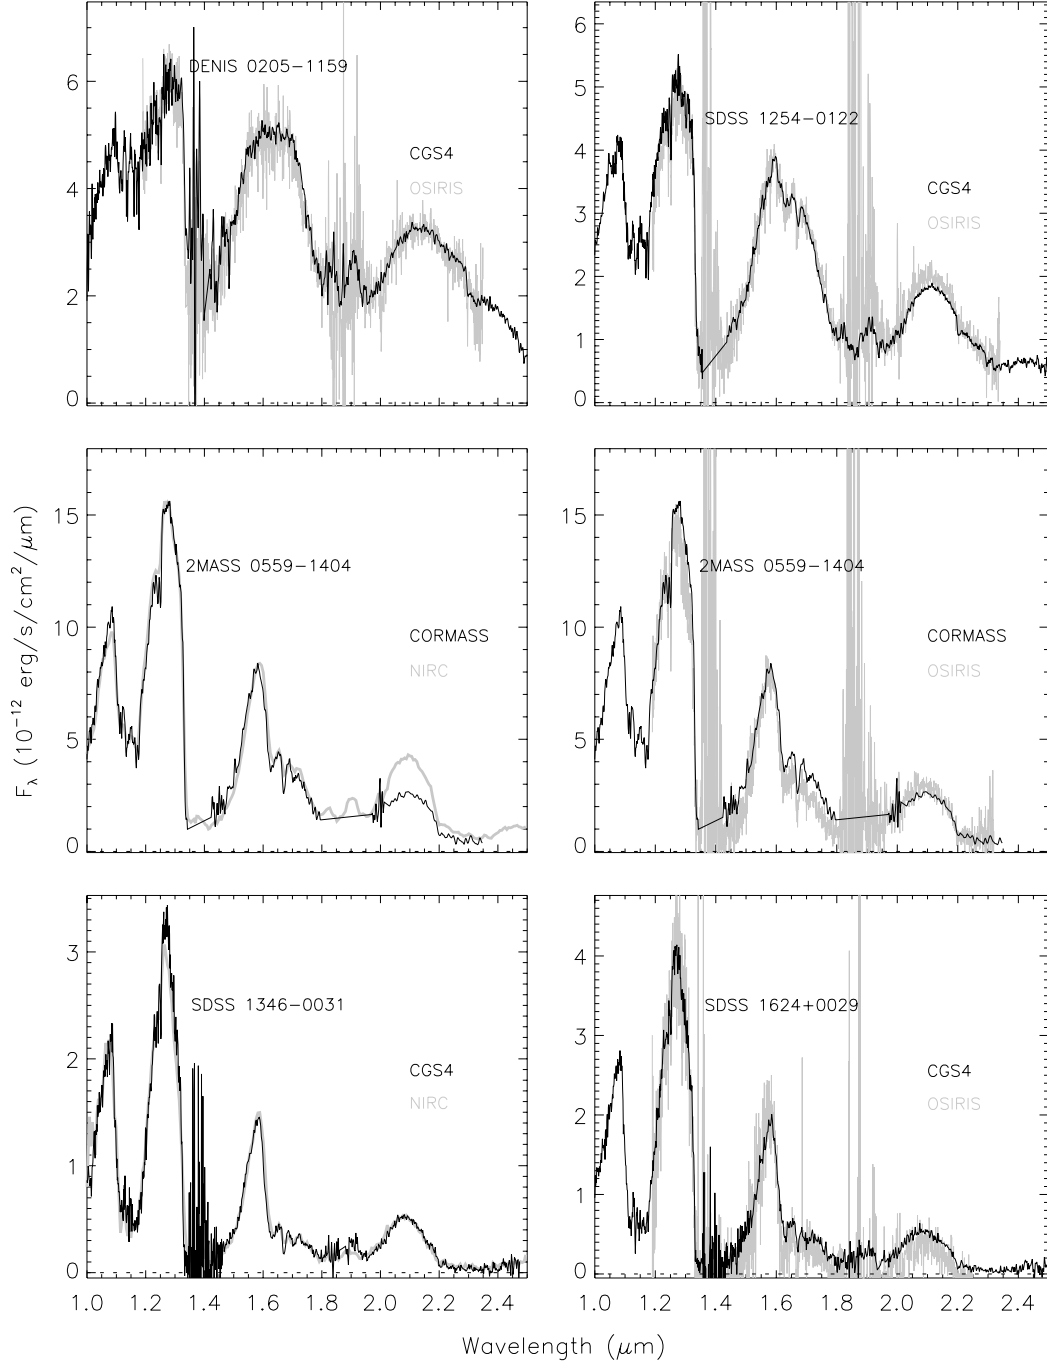 DENIS 0205−1159
CGS4
OSIRIS
6
4
2
0
SDSS 1254−0122
CGS4
OSIRIS
6
5
4
3
2
1
0
2MASS 0559−1404
CORMASS
NIRC
15
10
5
0
2MASS 0559−1404
CORMASS
OSIRIS
15
10
5
0
F_λ (10⁻¹² erg/s/cm²/μm)
SDSS 1346−0031
CGS4
NIRC
3
2
1
0
1.0 1.2 1.4 1.6 1.8 2.0 2.2 2.4
SDSS 1624+0029
CGS4
OSIRIS
4
3
2
1
0
1.0 1.2 1.4 1.6 1.8 2.0 2.2 2.4
Wavelength (μm)